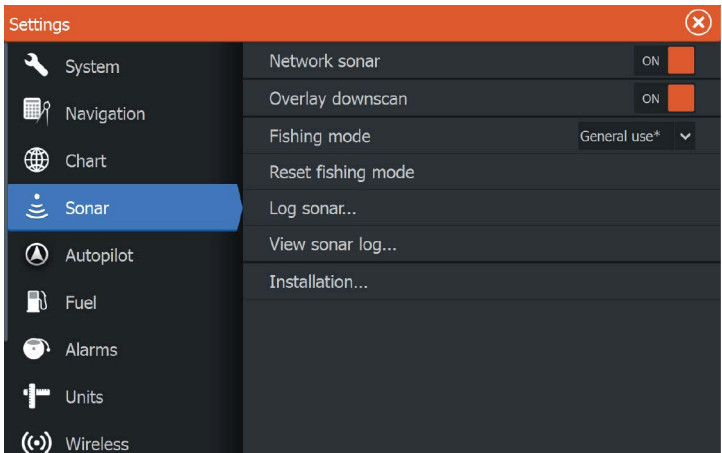 Settings
System
Navigation
Chart
Sonar
Autopilot
Fuel
Alarms
Units
Wireless
Network sonar ON
Overlay downscan ON
Fishing mode General use*
Reset fishing mode
Log sonar...
View sonar log...
Installation...